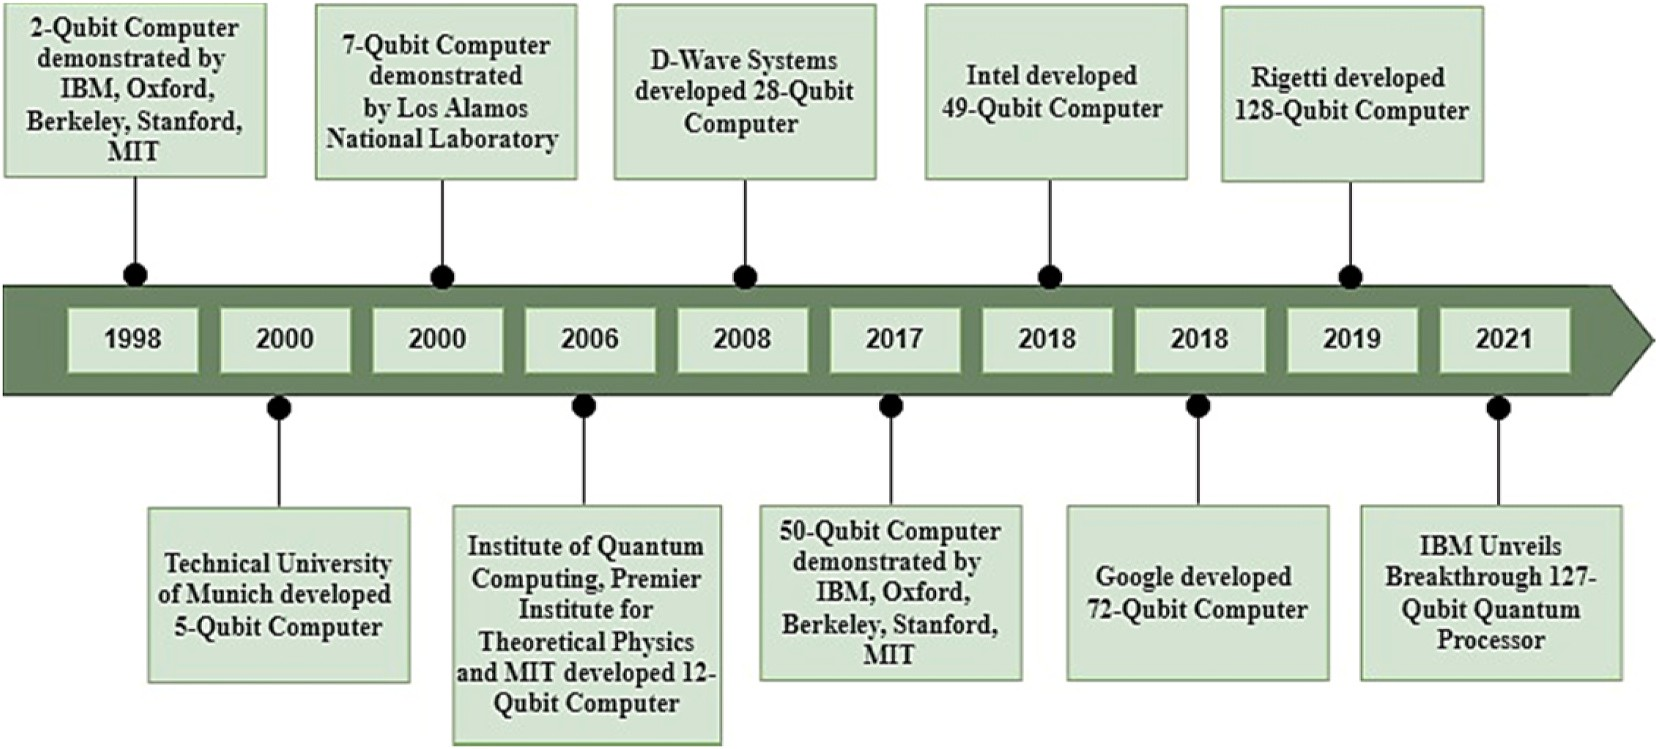 2-Qubit Computer
demonstrated by
IBM, Oxford,
Berkeley, Stanford,
MIT
7-Qubit Computer
demonstrated
by Los Alamos
National Laboratory
D-Wave Systems
developed 28-Qubit
Computer
Intel developed
49-Qubit Computer
Rigetti developed
128-Qubit Computer
1998
2000
2000
2006
2008
2017
2018
2018
2019
2021
Technical University
of Munich developed
5-Qubit Computer
Institute of Quantum
Computing, Premier
Institute for
Theoretical Physics
and MIT developed 12-
Qubit Computer
50-Qubit Computer
demonstrated by
IBM, Oxford,
Berkeley, Stanford,
MIT
Google developed
72-Qubit Computer
IBM Unveils
Breakthrough 127-
Qubit Quantum
Processor